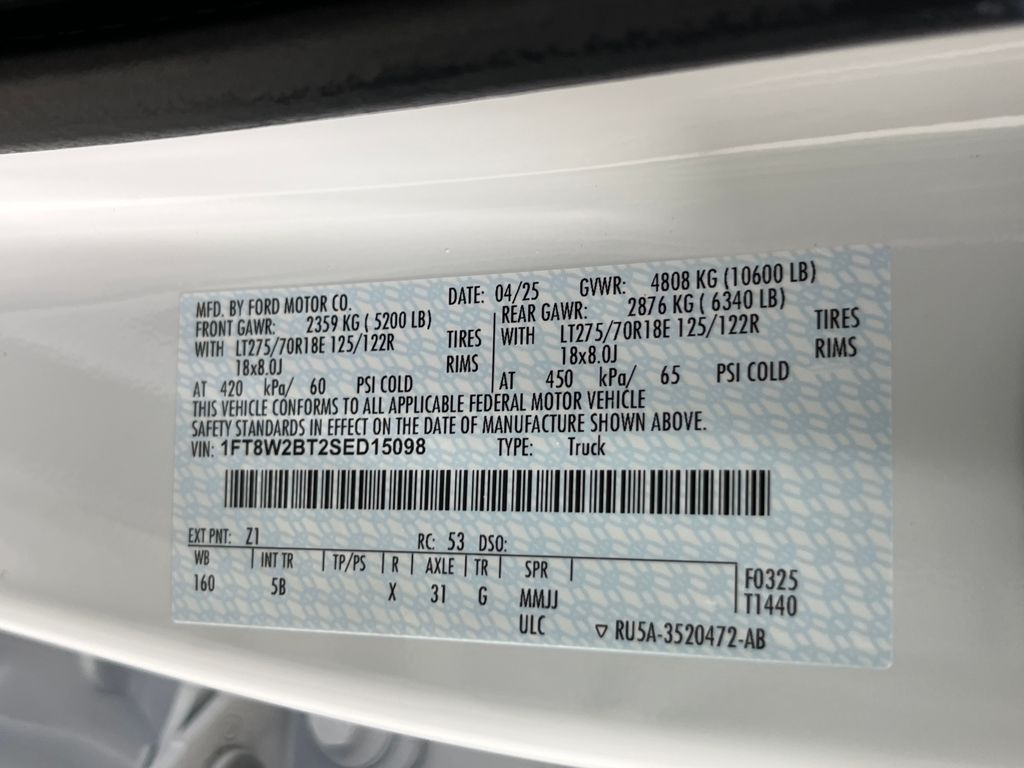 MFD. BY FORD MOTOR CO. DATE: 04/25 GVWR: 4808 KG (10600 LB)
FRONT GAWR: 2359 KG ( 5200 LB) REAR GAWR: 2876 KG ( 6340 LB)
WITH LT275/70R18E 125/122R TIRES WITH LT275/70R18E 125/122R TIRES
18x8.0J RIMS 18x8.0J RIMS
AT 420 kPa/ 60 PSI COLD AT 450 kPa/ 65 PSI COLD
THIS VEHICLE CONFORMS TO ALL APPLICABLE FEDERAL MOTOR VEHICLE
SAFETY STANDARDS IN EFFECT ON THE DATE OF MANUFACTURE SHOWN ABOVE.
VIN: 1FT8W2BT2SED15098 TYPE: Truck
EXT PNT: Z1 RC: 53 DSO:
WB INT TR TP/PS R AXLE TR SPR
160 5B X 31 G MMJJ
ULC
F0325
T1440
RU5A-3520472-AB